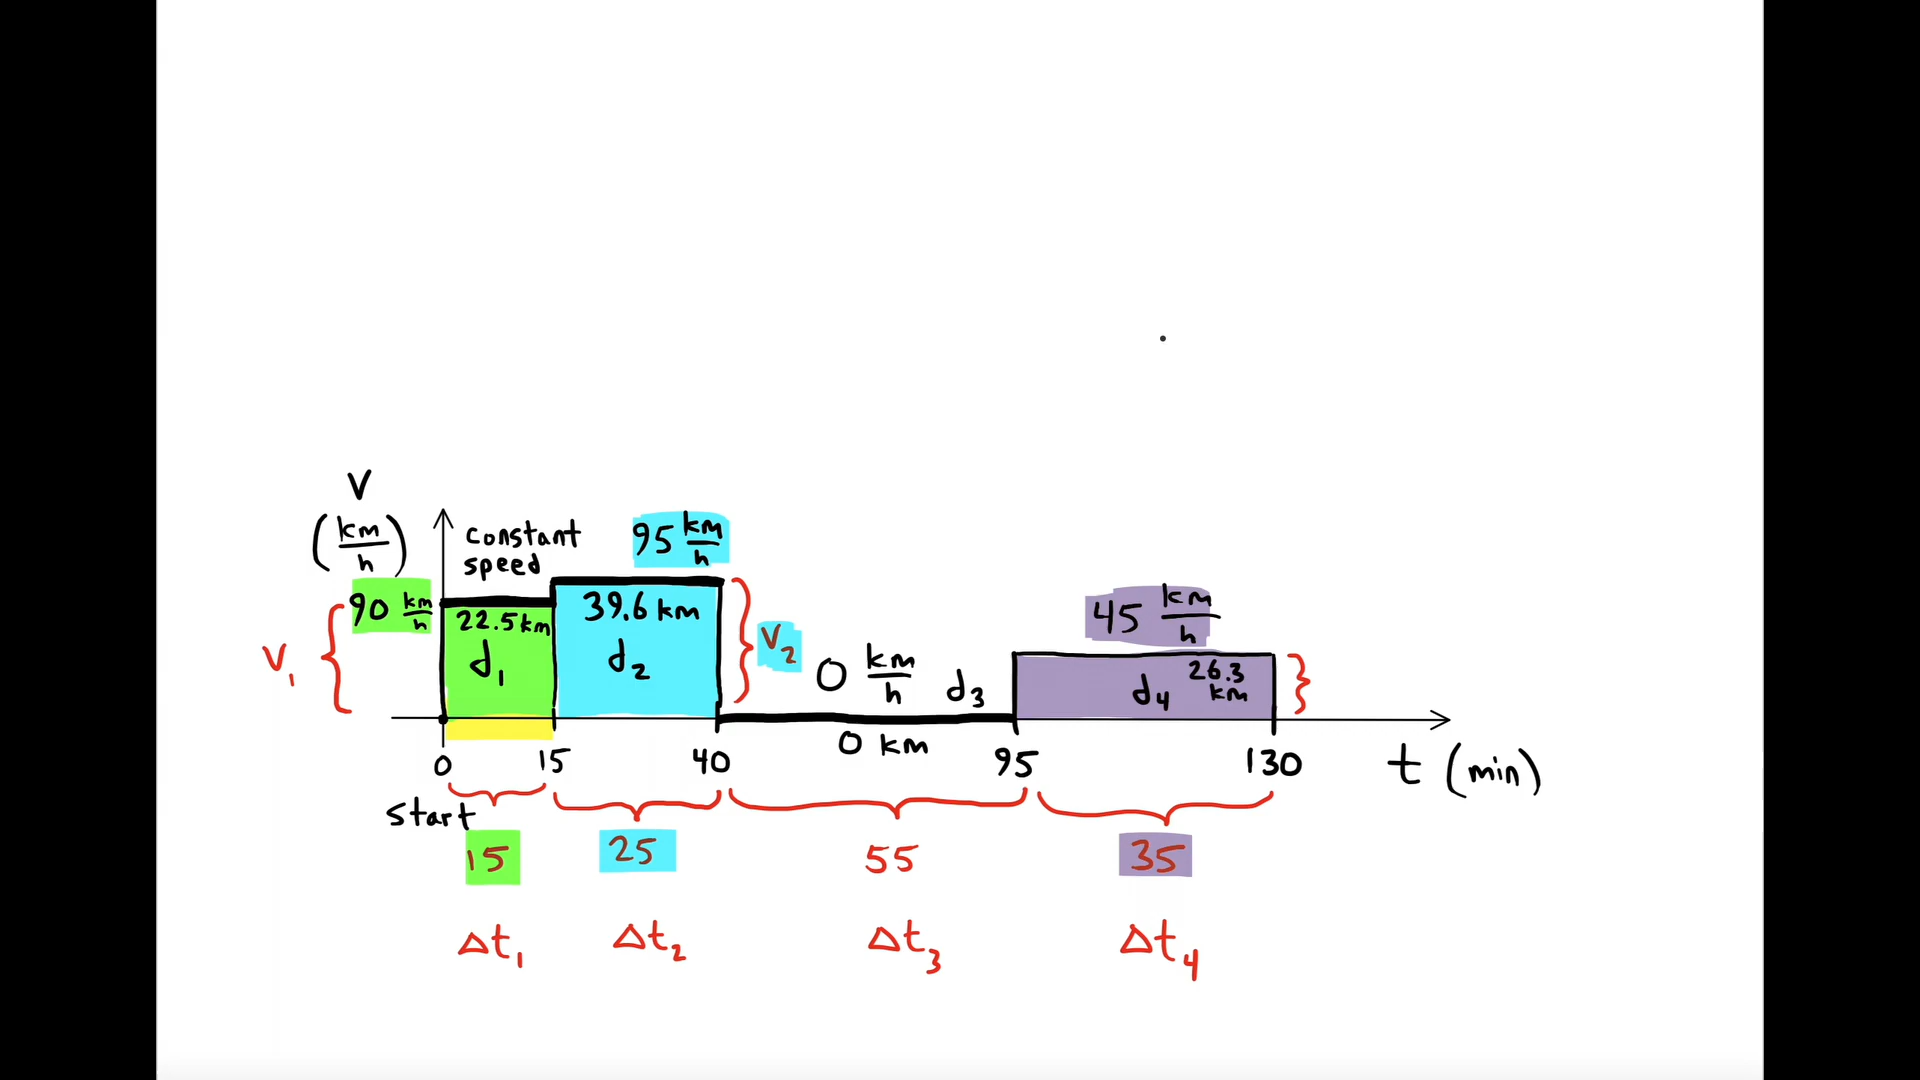 V
(km/h)
constant
speed
95 km/h
90 km/h
22.5 km
39.6 km
45 km/h
V₁
d₁
d₂
V₂
0 km/h
d₃
d₄
26.3
km
0 km
0
15
40
95
130
t (min)
start
15
25
55
35
Δt₁
Δt₂
Δt₃
Δt₄